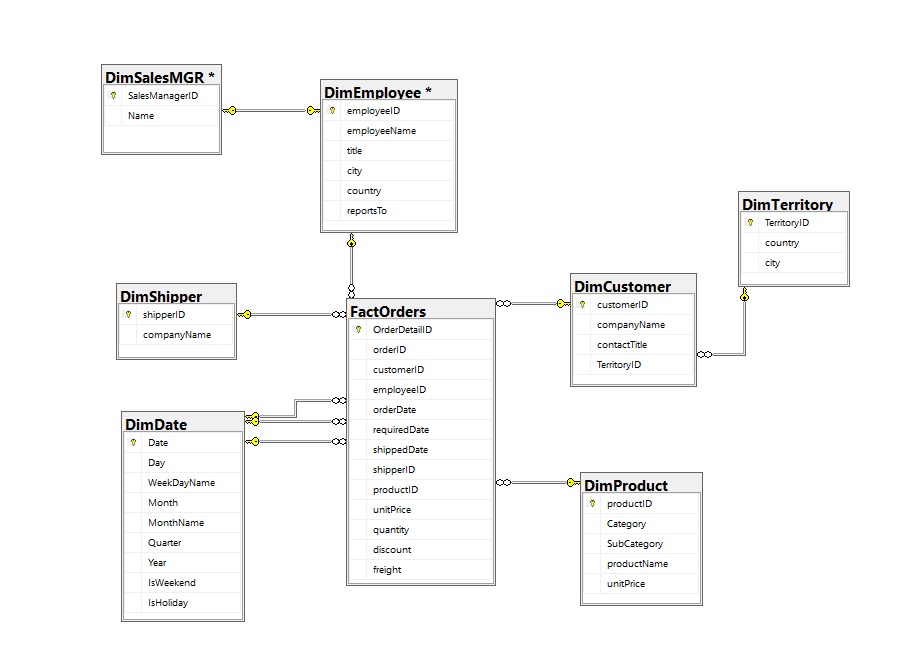 DimSalesMGR *
SalesManagerID
Name
DimEmployee *
employeeID
employeeName
title
city
country
reportsTo
DimTerritory
TerritoryID
country
city
DimShipper
shipperID
companyName
FactOrders
OrderDetailID
orderID
customerID
employeeID
orderDate
requiredDate
shippedDate
shipperID
productID
unitPrice
quantity
discount
freight
DimCustomer
customerID
companyName
contactTitle
TerritoryID
DimDate
Date
Day
WeekDayName
Month
MonthName
Quarter
Year
IsWeekend
IsHoliday
DimProduct
productID
Category
SubCategory
productName
unitPrice